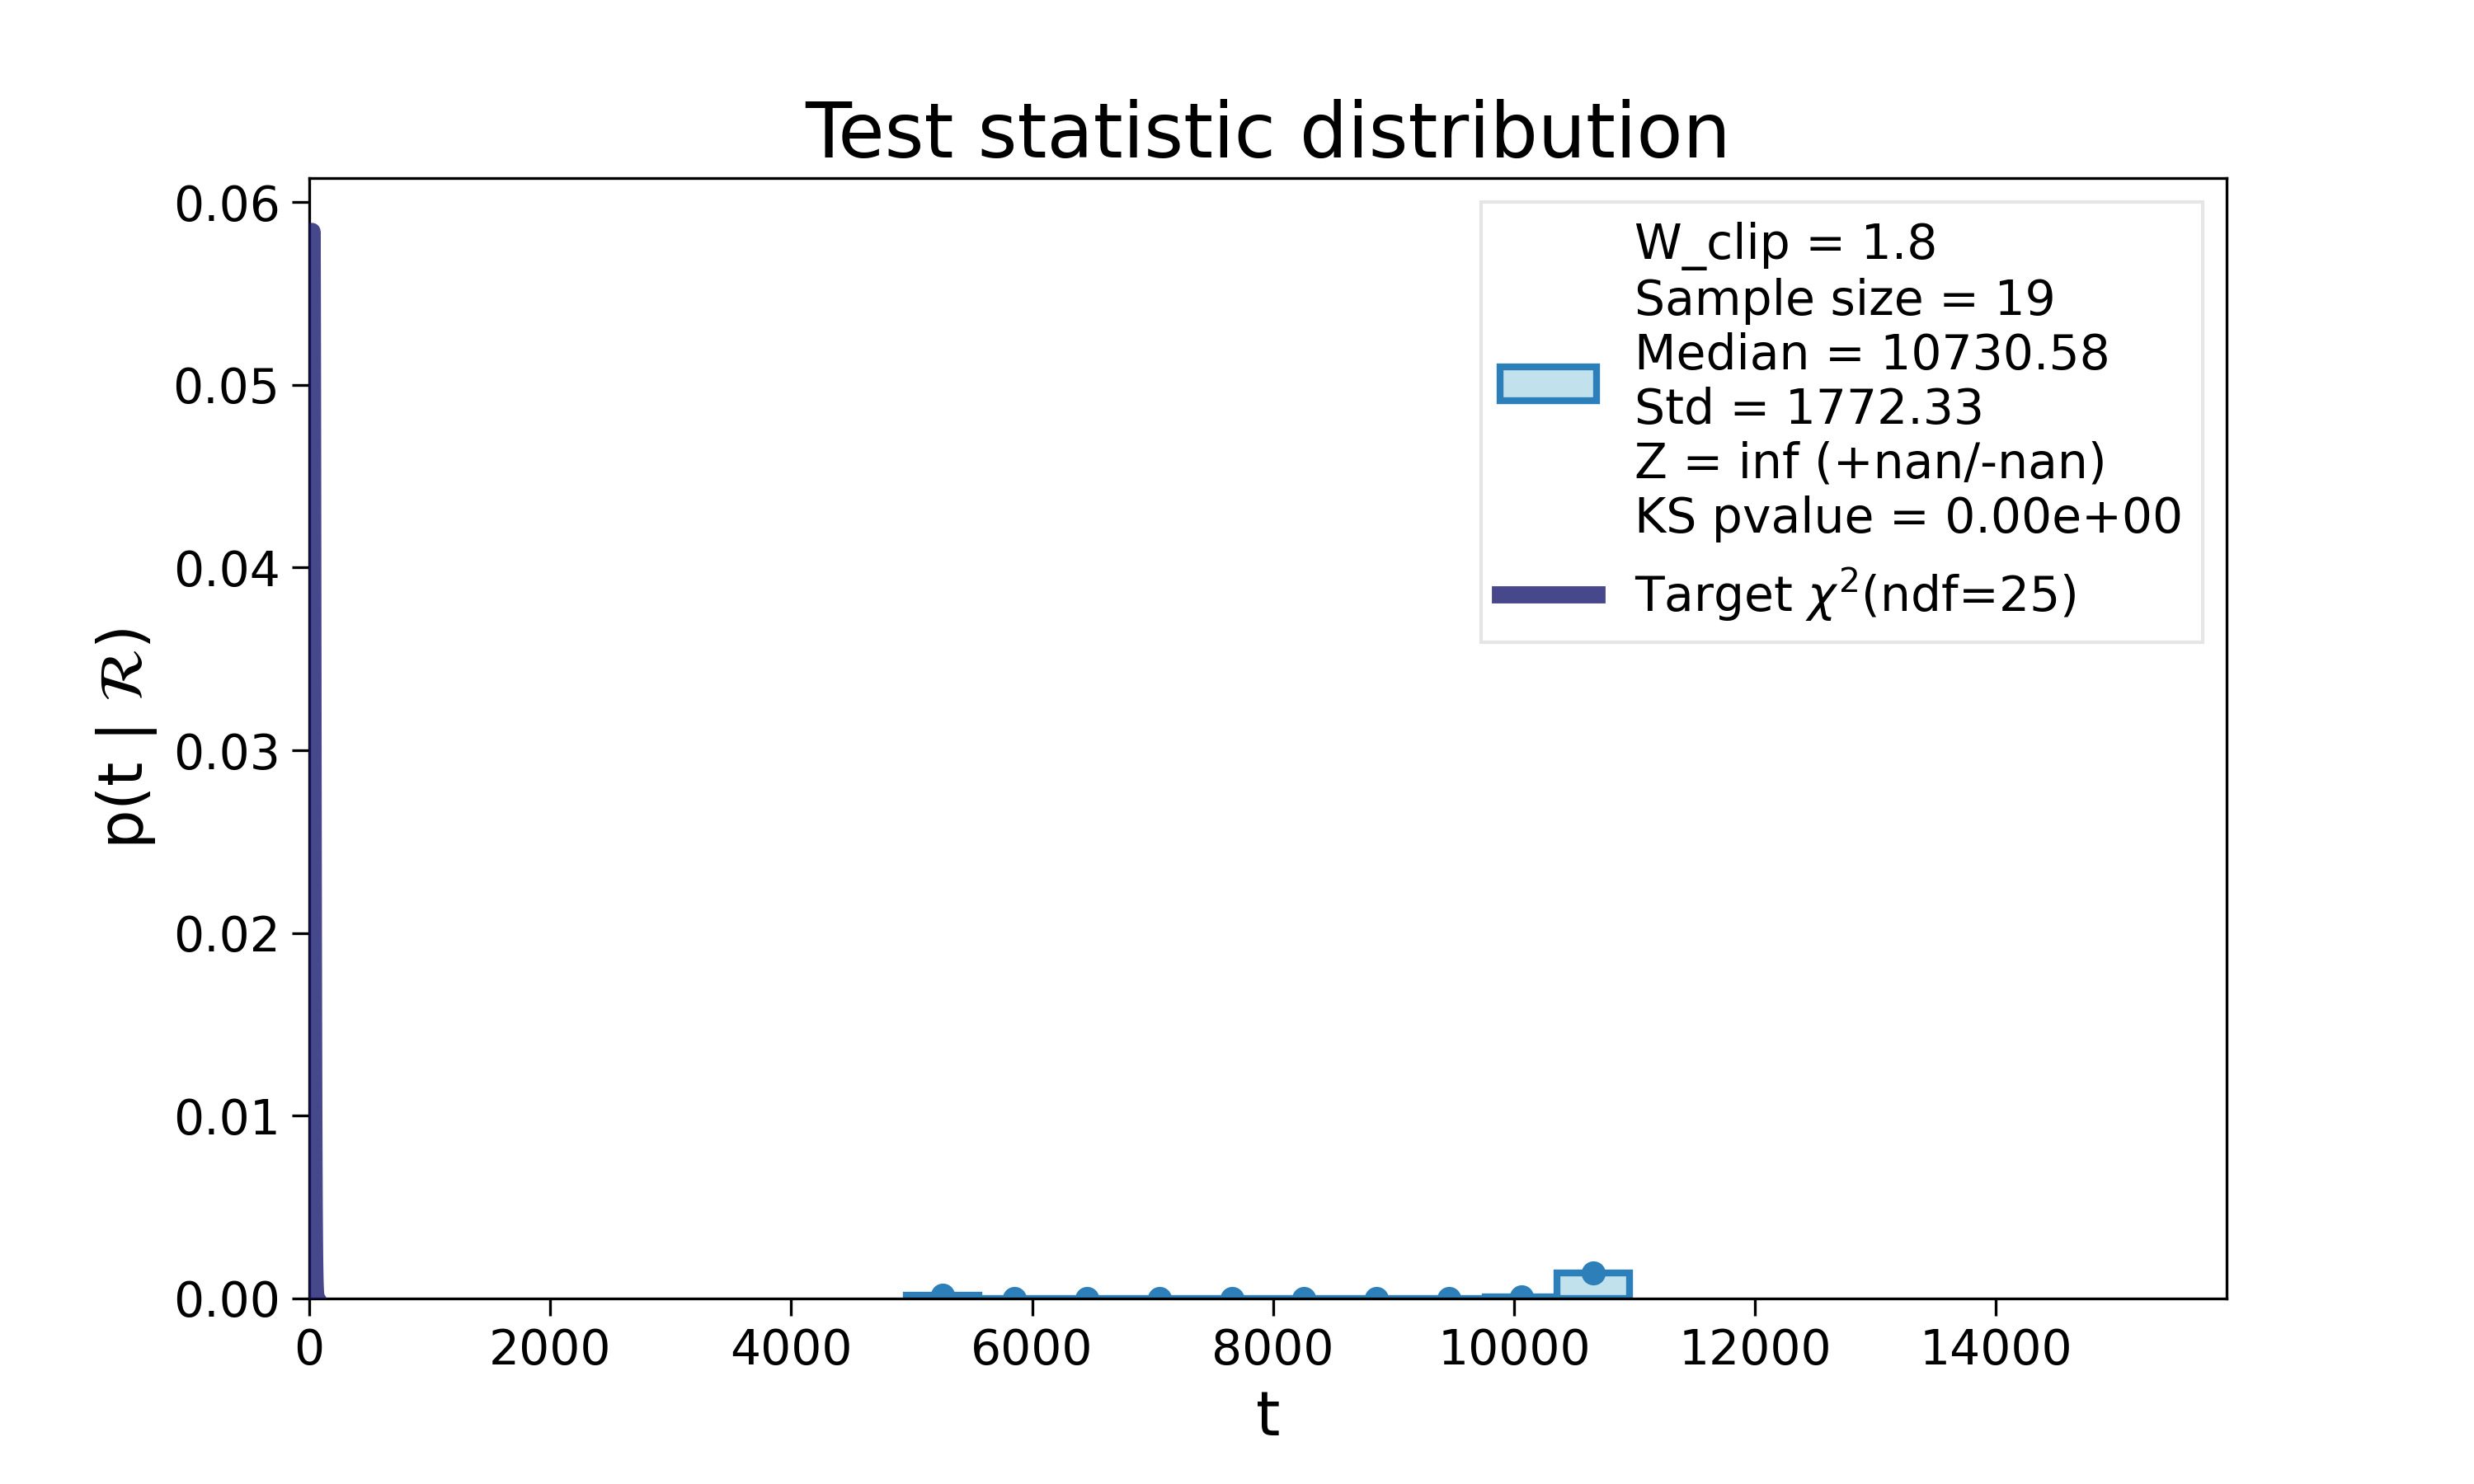 Test statistic distribution
0.06
0.05
0.04
0.03
0.02
0.01
0.00
p(t | ℛ)
W_clip = 1.8
Sample size = 19
Median = 10730.58
Std = 1772.33
Z = inf (+nan/-nan)
KS pvalue = 0.00e+00
Target χ²(ndf=25)
0 2000 4000 6000 8000 10000 12000 14000
t